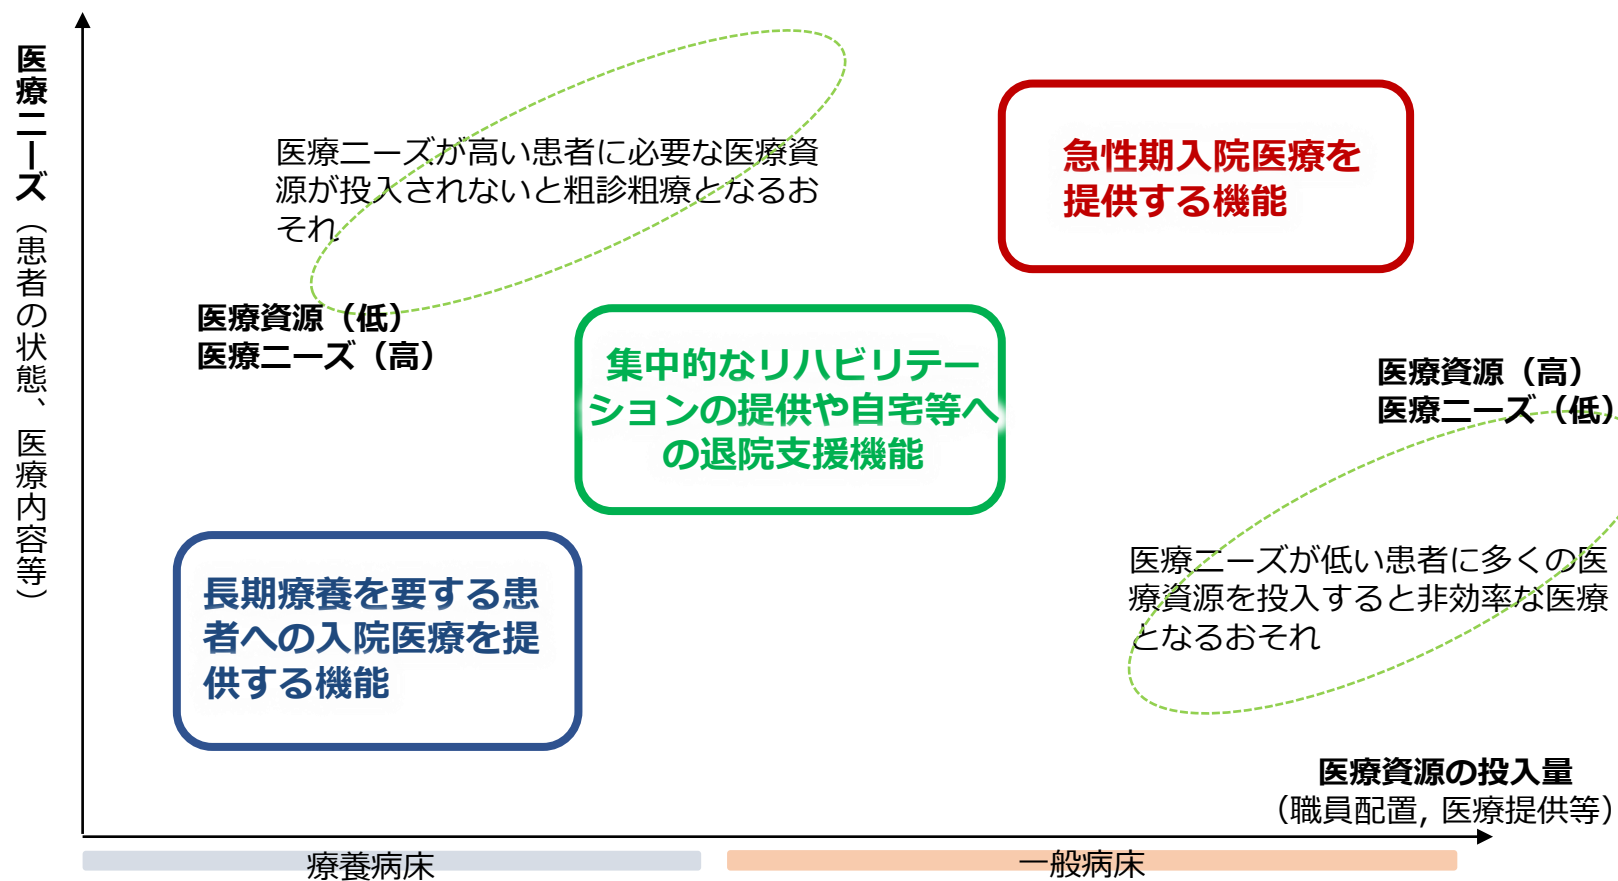 医療ニーズ（患者の状態、医療内容等）
医療ニーズが高い患者に必要な医療資
源が投入されないと粗診粗療となるお
それ
医療資源（低）
医療ニーズ（高）
急性期入院医療を
提供する機能
集中的なリハビリテー
ションの提供や自宅等へ
の退院支援機能
医療資源（高）
医療ニーズ（低）
長期療養を要する患
者への入院医療を提
供する機能
医療ニーズが低い患者に多くの医
療資源を投入すると非効率な医療
となるおそれ
医療資源の投入量
（職員配置, 医療提供等）
療養病床
一般病床